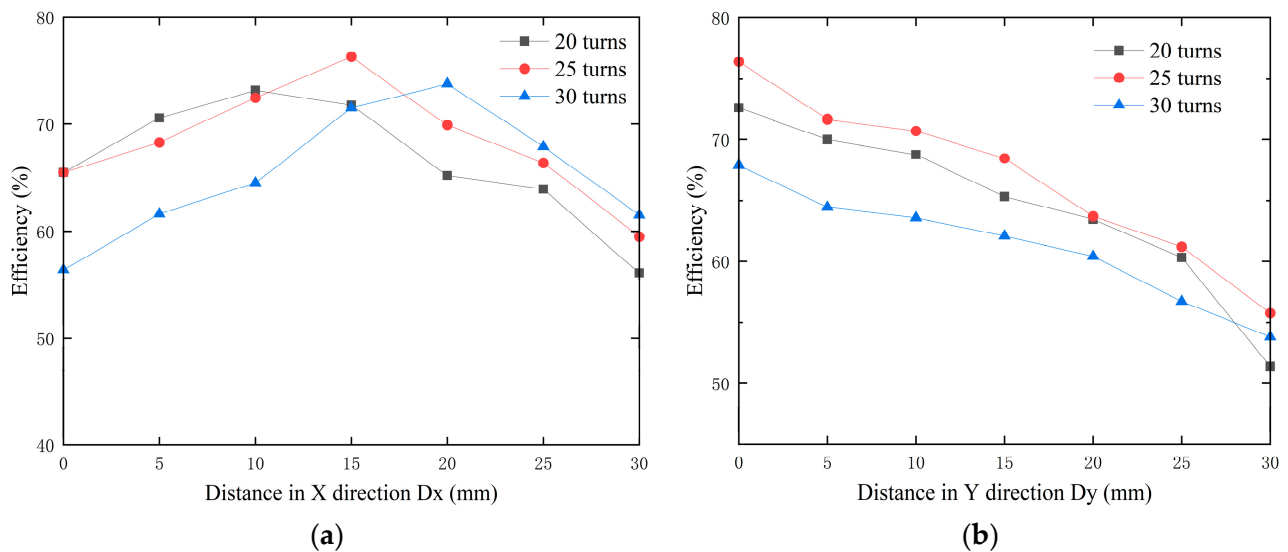 80
70
60
50
40
Efficiency (%)
20 turns
25 turns
30 turns
0 5 10 15 20 25 30
Distance in X direction Dx (mm)
(a)
80
70
60
50
Efficiency (%)
20 turns
25 turns
30 turns
0 5 10 15 20 25 30
Distance in Y direction Dy (mm)
(b)